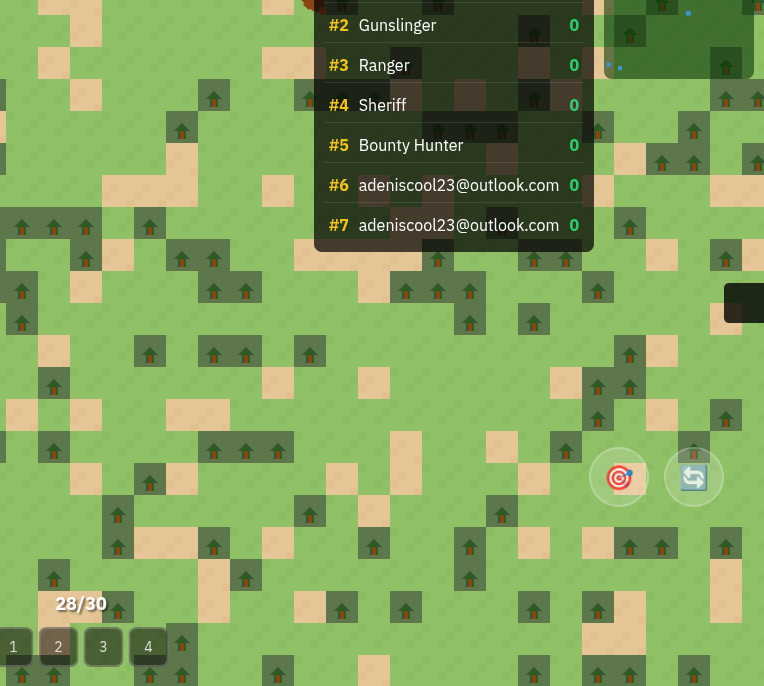 #2 Gunslinger 0
#3 Ranger 0
#4 Sheriff 0
#5 Bounty Hunter 0
#6 adeniscool23@outlook.com 0
#7 adeniscool23@outlook.com 0
28/30
1 2 3 4